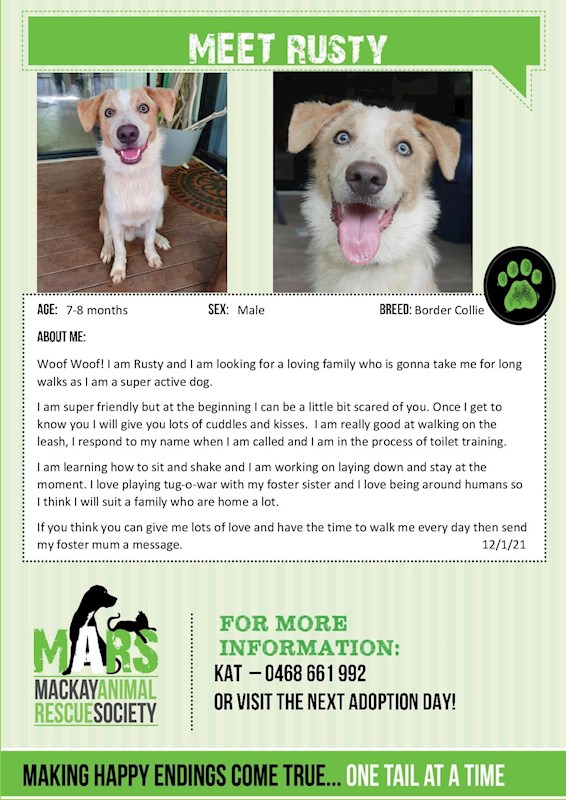 MEET RUSTY
AGE: 7-8 months SEX: Male BREED: Border Collie
ABOUT ME:
Woof Woof! I am Rusty and I am looking for a loving family who is gonna take me for long
walks as I am a super active dog.
I am super friendly but at the beginning I can be a little bit scared of you. Once I get to
know you I will give you lots of cuddles and kisses. I am really good at walking on the
leash, I respond to my name when I am called and I am in the process of toilet training.
I am learning how to sit and shake and I am working on laying down and stay at the
moment. I love playing tug-o-war with my foster sister and I love being around humans so
I think I will suit a family who are home a lot.
If you think you can give me lots of love and have the time to walk me every day then send
my foster mum a message. 12/1/21
MARS
MACKAYANIMAL
RESCUESOCIETY
FOR MORE
INFORMATION:
KAT – 0468 661 992
OR VISIT THE NEXT ADOPTION DAY!
MAKING HAPPY ENDINGS COME TRUE... ONE TAIL AT A TIME